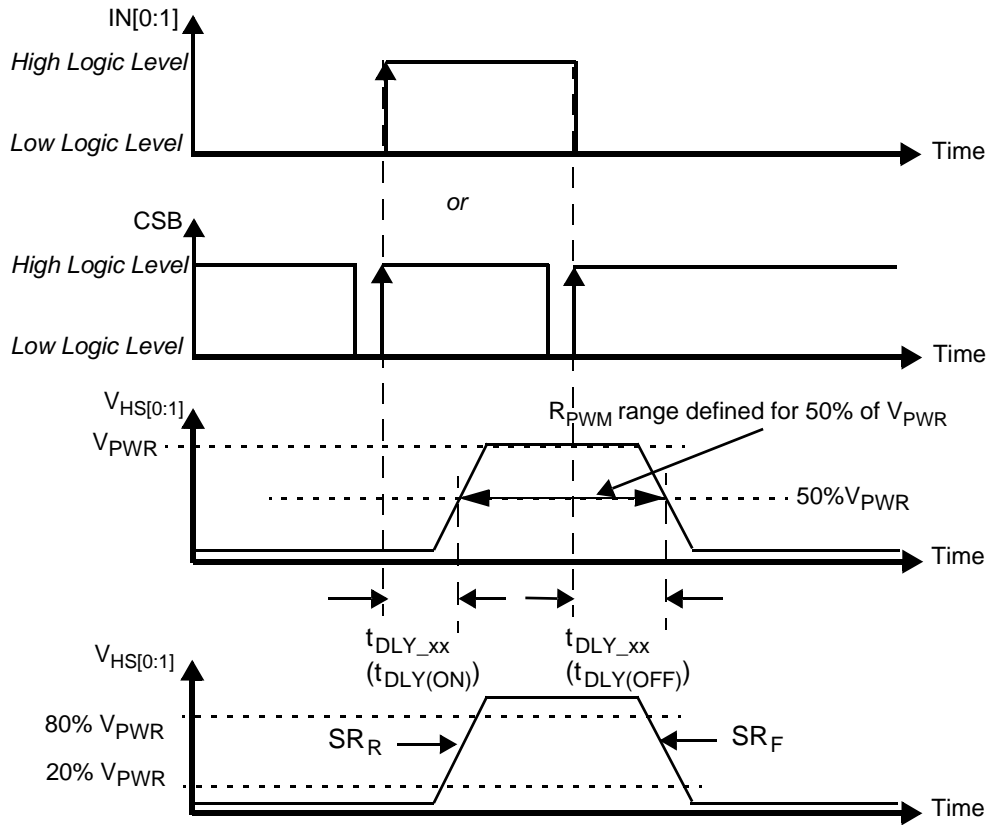 IN[0:1]
High Logic Level
Low Logic Level
Time
or
CSB
High Logic Level
Low Logic Level
Time
VHS[0:1]
RPWM range defined for 50% of VPWR
VPWR
50%VPWR
Time
tDLY_xx
(tDLY(ON))
tDLY_xx
(tDLY(OFF))
VHS[0:1]
80% VPWR
SRR
SRF
20% VPWR
Time